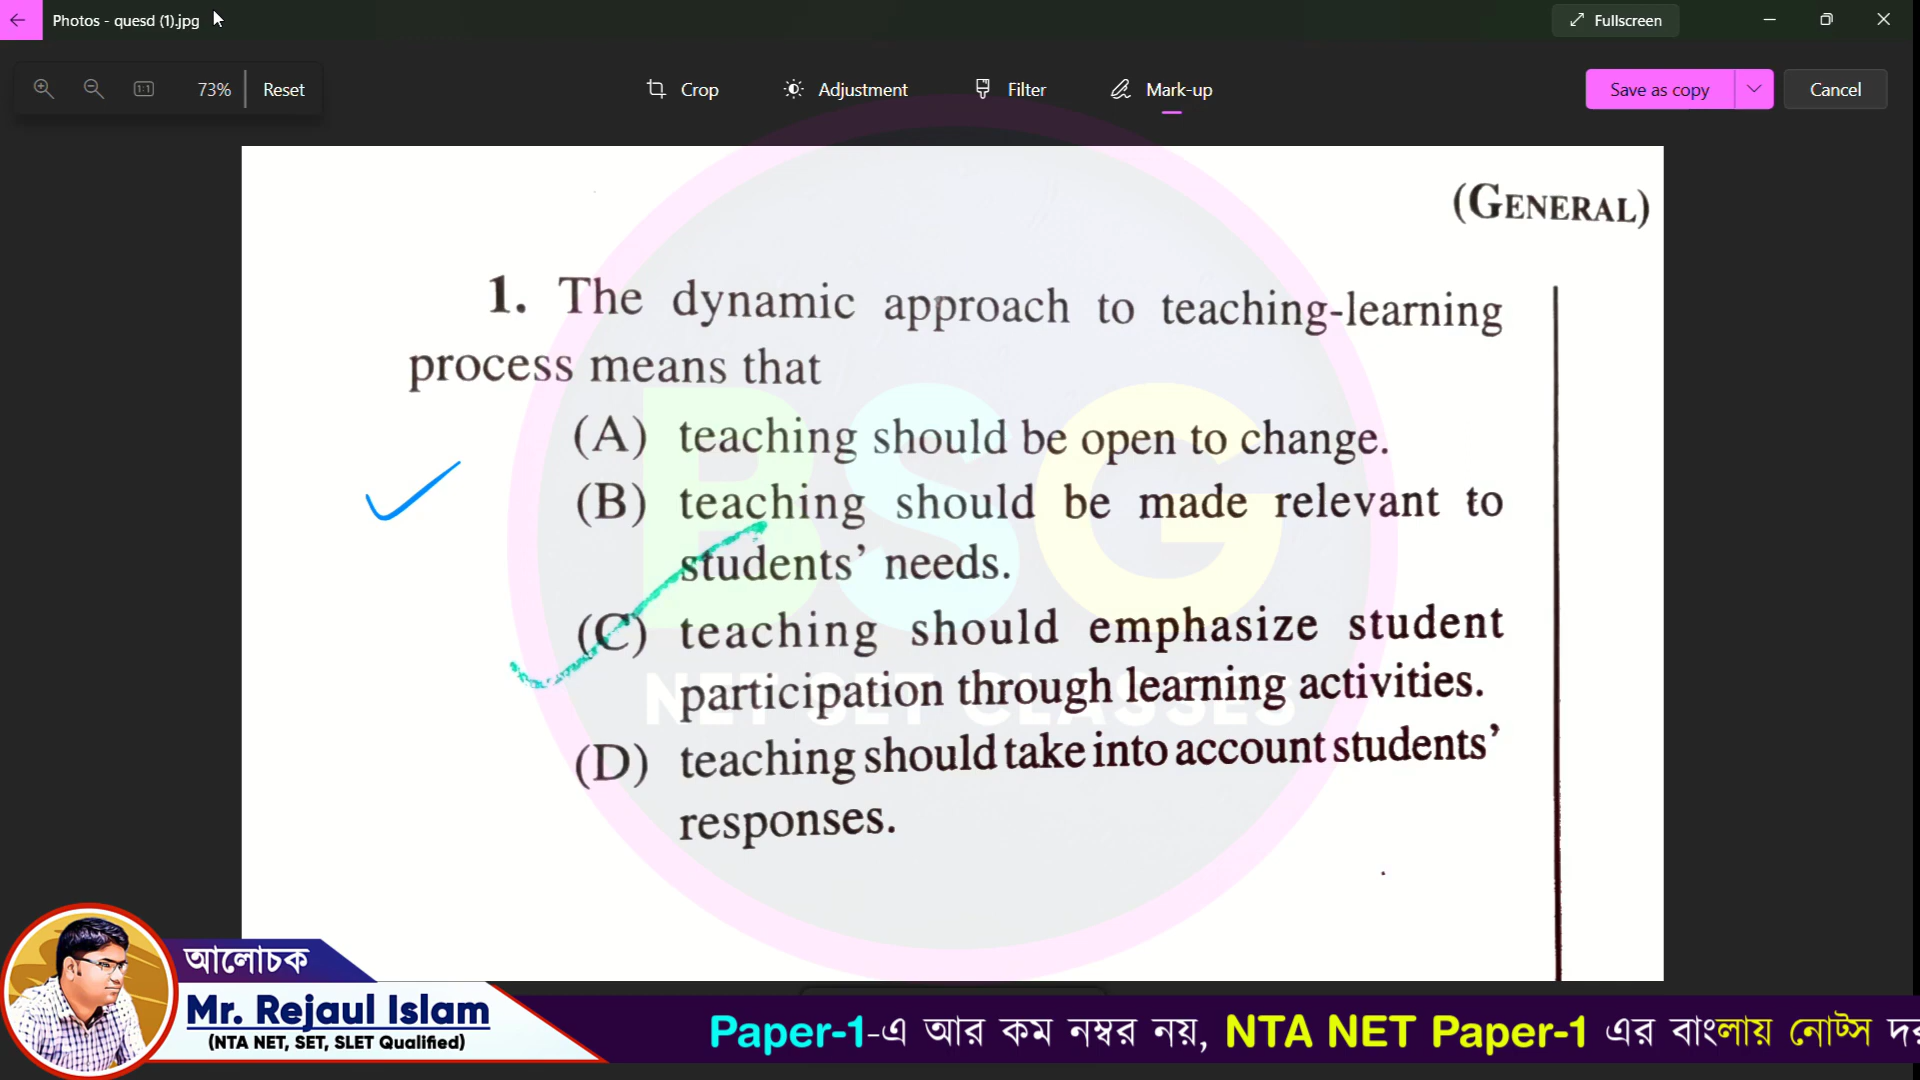 Photos - quesd (1).jpg
Fullscreen
73%
Reset
Crop
Adjustment
Filter
Mark-up
Save as copy
Cancel
(GENERAL)
1. The dynamic approach to teaching-learning
process means that
(A) teaching should be open to change.
(B) teaching should be made relevant to
students’ needs.
(C) teaching should emphasize student
participation through learning activities.
(D) teaching should take into account students’
responses.
BSG
NET SET CLASSES
আলোচক
Mr. Rejaul Islam
(NTA NET, SET, SLET Qualified)
Paper-1-এ আর কম নম্বর নয়, NTA NET Paper-1 এর বাংলায় নোটস